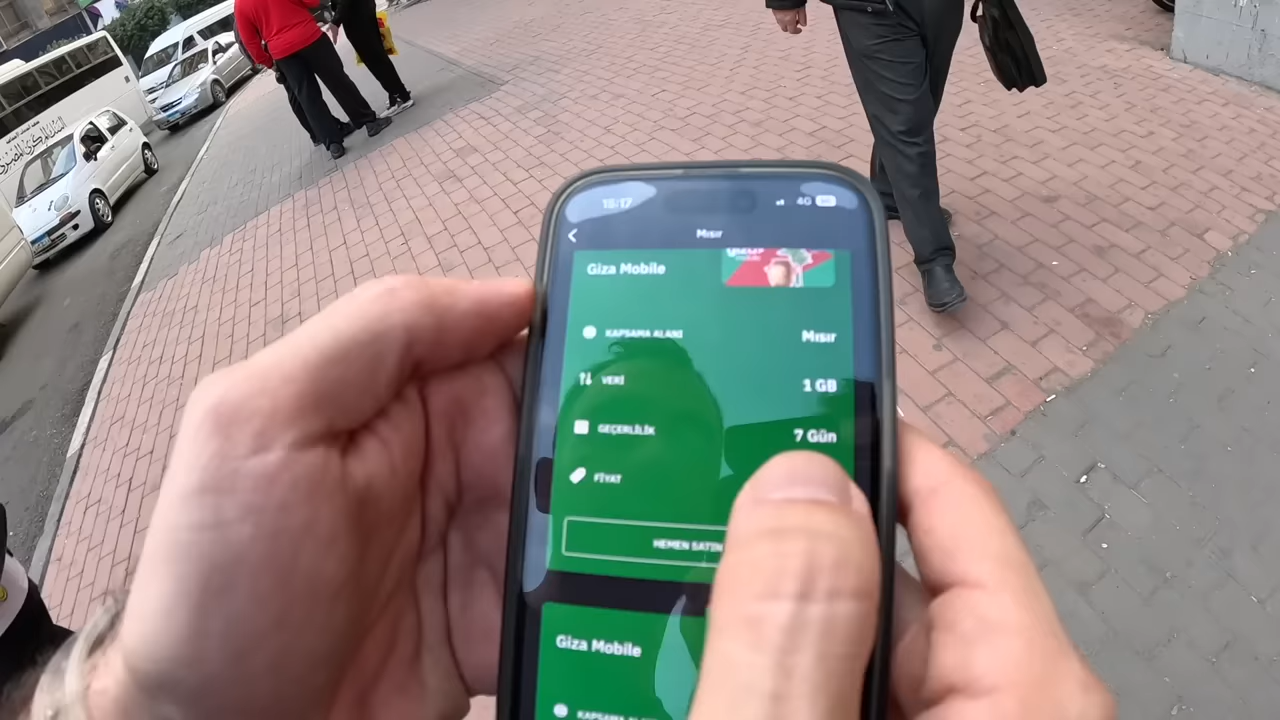 15:17
4G
Mısır
Giza Mobile
KAPSAMA ALANI
Mısır
VERİ
1 GB
GEÇERLİLİK
7 Gün
FİYAT
HEMEN SATIN
Giza Mobile